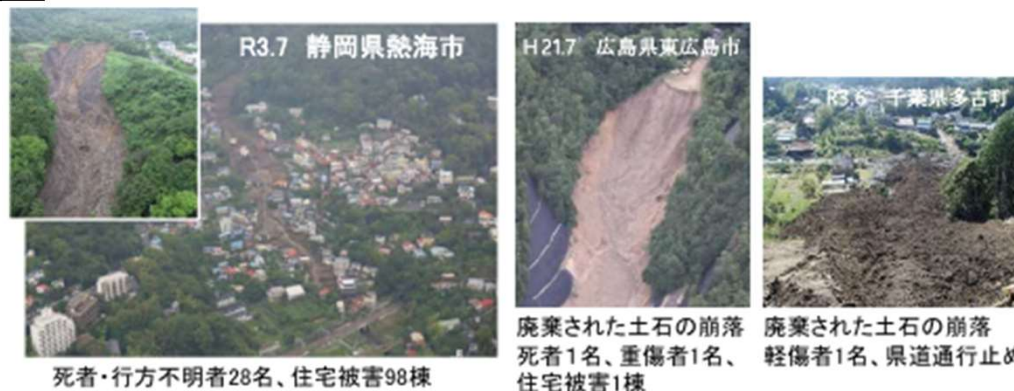 R3.7 静岡県熱海市
死者・行方不明者28名、住宅被害98棟
H21.7 広島県東広島市
廃棄された土石の崩落
死者1名、重傷者1名、
住宅被害1棟
R3.6 千葉県多古町
廃棄された土石の崩落
軽傷者1名、県道通行止め